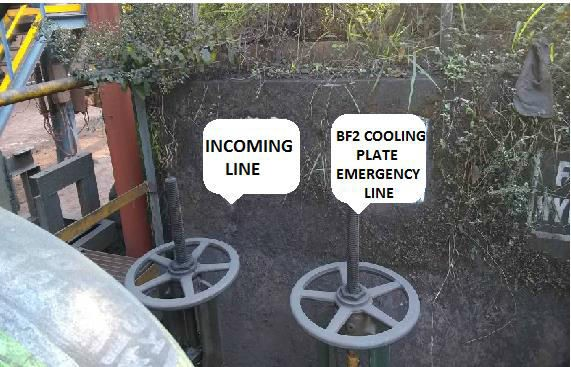 INCOMING
LINE
BF2 COOLING
PLATE
EMERGENCY
LINE